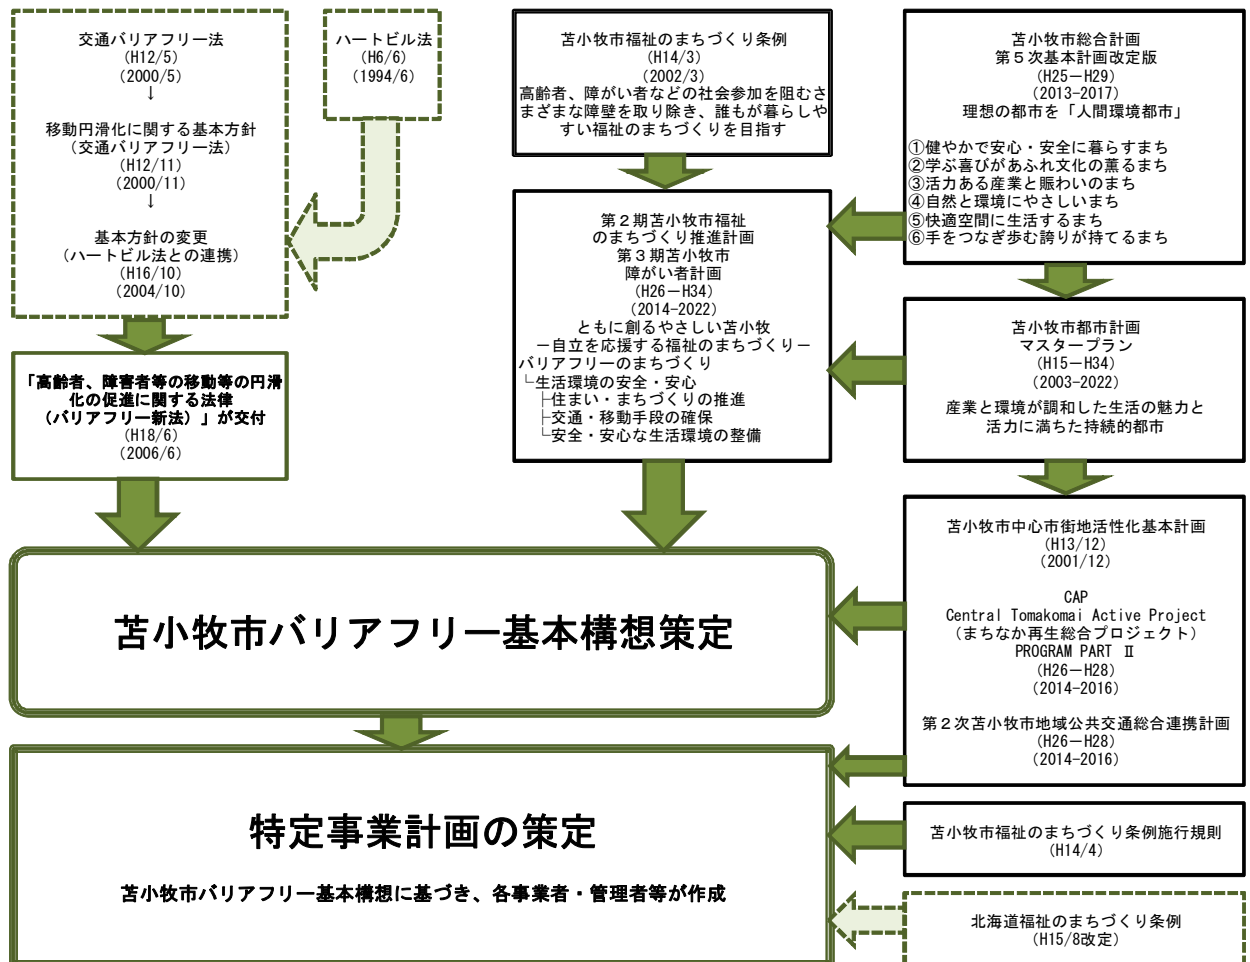 交通バリアフリー法
(H12/5)
(2000/5)
↓
移動円滑化に関する基本方針
(交通バリアフリー法)
(H12/11)
(2000/11)
↓
基本方針の変更
(ハートビル法との連携)
(H16/10)
(2004/10)
ハートビル法
(H6/6)
(1994/6)
「高齢者、障害者等の移動等の円滑
化の促進に関する法律
(バリアフリー新法)」が交付
(H18/6)
(2006/6)
苫小牧市福祉のまちづくり条例
(H14/3)
(2002/3)
高齢者、障がい者などの社会参加を阻むさ
まざまな障壁を取り除き、誰もが暮らしや
すい福祉のまちづくりを目指す
第2期苫小牧市福祉
のまちづくり推進計画
第3期苫小牧市
障がい者計画
(H26-H34)
(2014-2022)
ともに創るやさしい苫小牧
-自立を応援する福祉のまちづくり-
バリアフリーのまちづくり
└生活環境の安全・安心
├住まい・まちづくりの推進
├交通・移動手段の確保
└安全・安心な生活環境の整備
苫小牧市総合計画
第5次基本計画改定版
(H25-H29)
(2013-2017)
理想の都市を「人間環境都市」
①健やかで安心・安全に暮らすまち
②学ぶ喜びがあふれ文化の薫るまち
③活力ある産業と賑わいのまち
④自然と環境にやさしいまち
⑤快適空間に生活するまち
⑥手をつなぎ歩む誇りが持てるまち
苫小牧市都市計画
マスタープラン
(H15-H34)
(2003-2022)
産業と環境が調和した生活の魅力と
活力に満ちた持続的都市
苫小牧市中心市街地活性化基本計画
(H13/12)
(2001/12)
CAP
Central Tomakomai Active Project
(まちなか再生総合プロジェクト)
PROGRAM PART Ⅱ
(H26-H28)
(2014-2016)
第2次苫小牧市地域公共交通総合連携計画
(H26-H28)
(2014-2016)
苫小牧市バリアフリー基本構想策定
特定事業計画の策定
苫小牧市バリアフリー基本構想に基づき、各事業者・管理者等が作成
苫小牧市福祉のまちづくり条例施行規則
(H14/4)
北海道福祉のまちづくり条例
(H15/8改定)